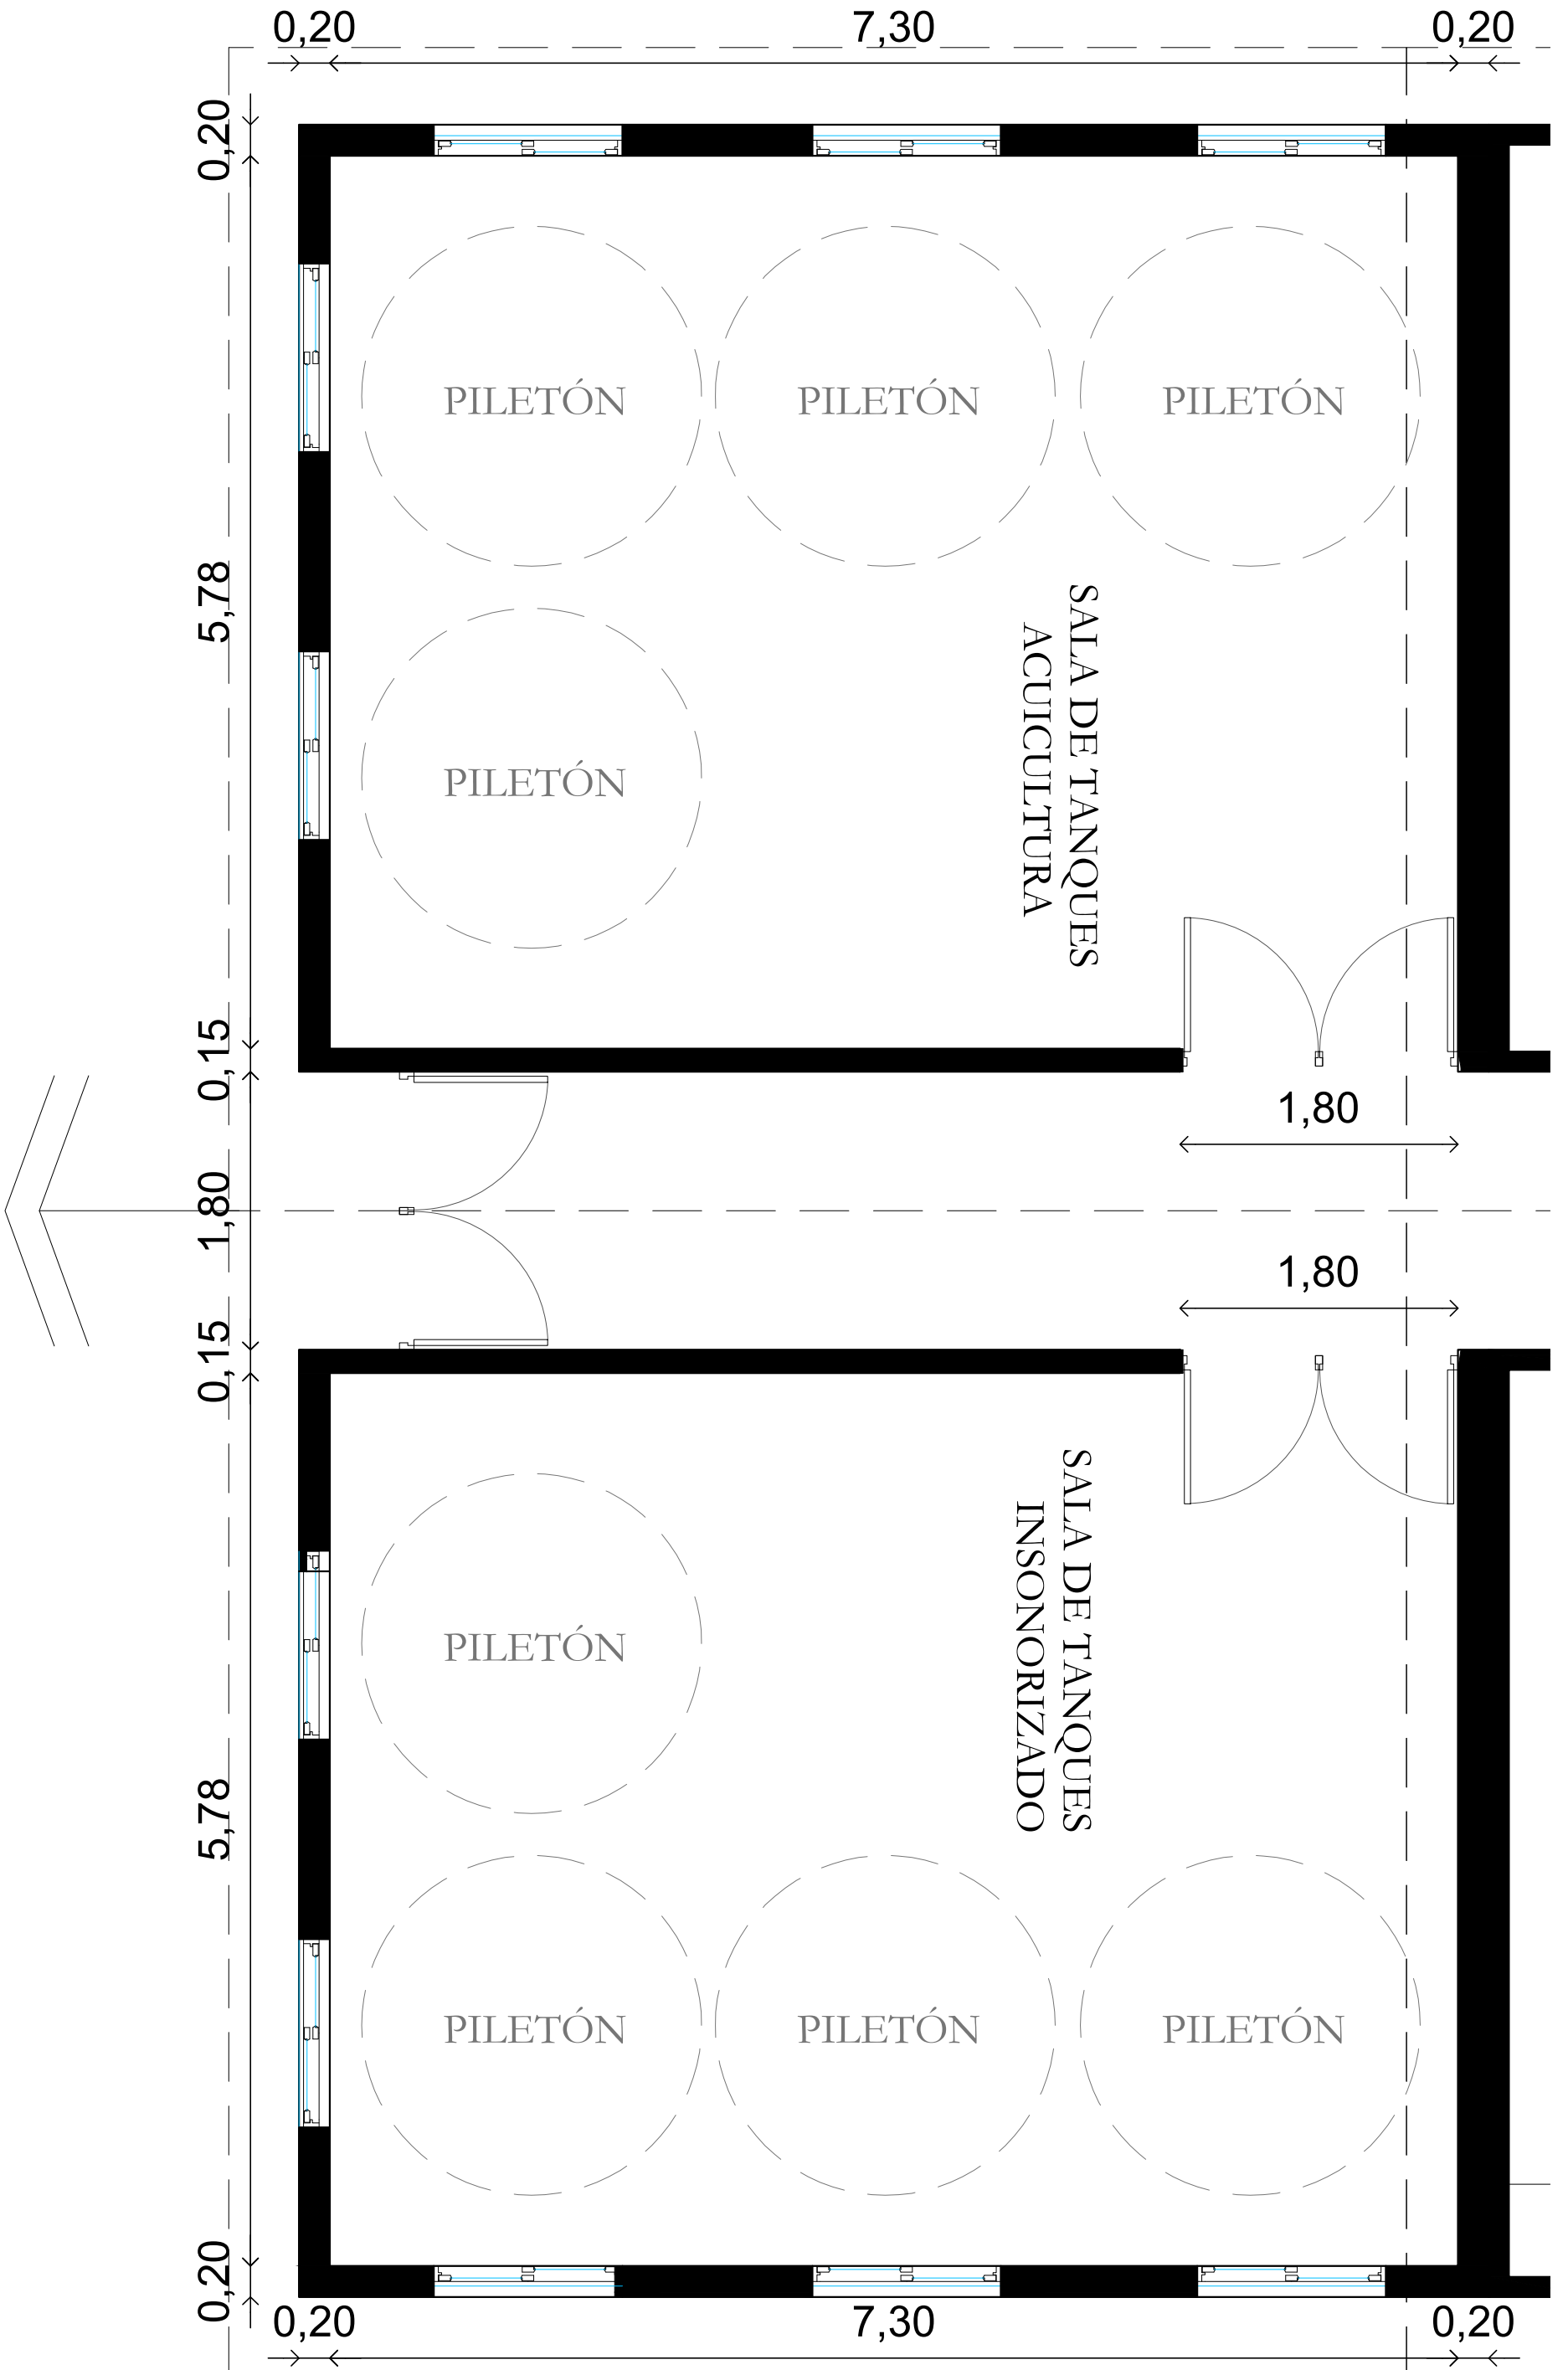 0,20 7,30 0,20
0,20
PILETÓN PILETÓN PILETÓN
5,78
SALA DE TANQUES
ACUICULTURA
PILETÓN
0,15
1,80
1,80
1,80
0,15
SALA DE TANQUES
INSONORIZADO
PILETÓN
5,78
PILETÓN PILETÓN PILETÓN
0,20
0,20 7,30 0,20